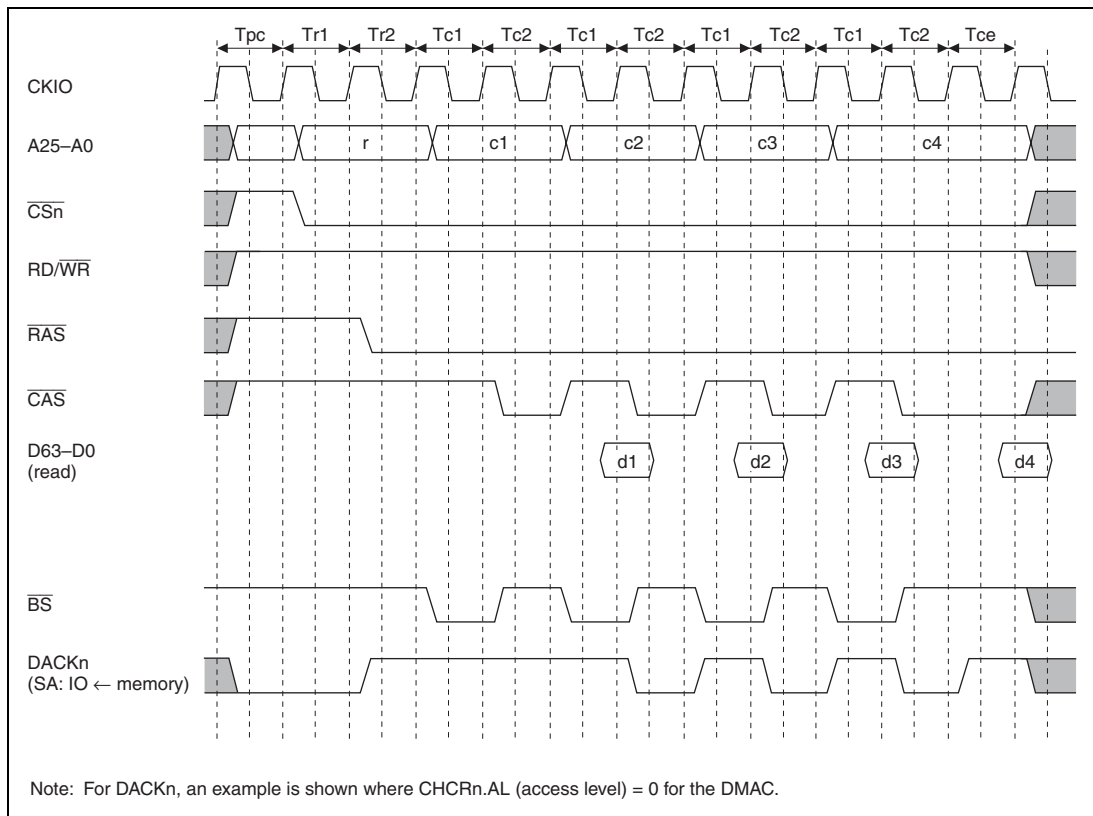 Tpc Tr1 Tr2 Tc1 Tc2 Tc1 Tc2 Tc1 Tc2 Tc1 Tc2 Tce
CKIO
A25–A0 r c1 c2 c3 c4
CSn
RD/WR
RAS
CAS
D63–D0
(read) d1 d2 d3 d4
BS
DACKn
(SA: IO ← memory)
Note: For DACKn, an example is shown where CHCRn.AL (access level) = 0 for the DMAC.